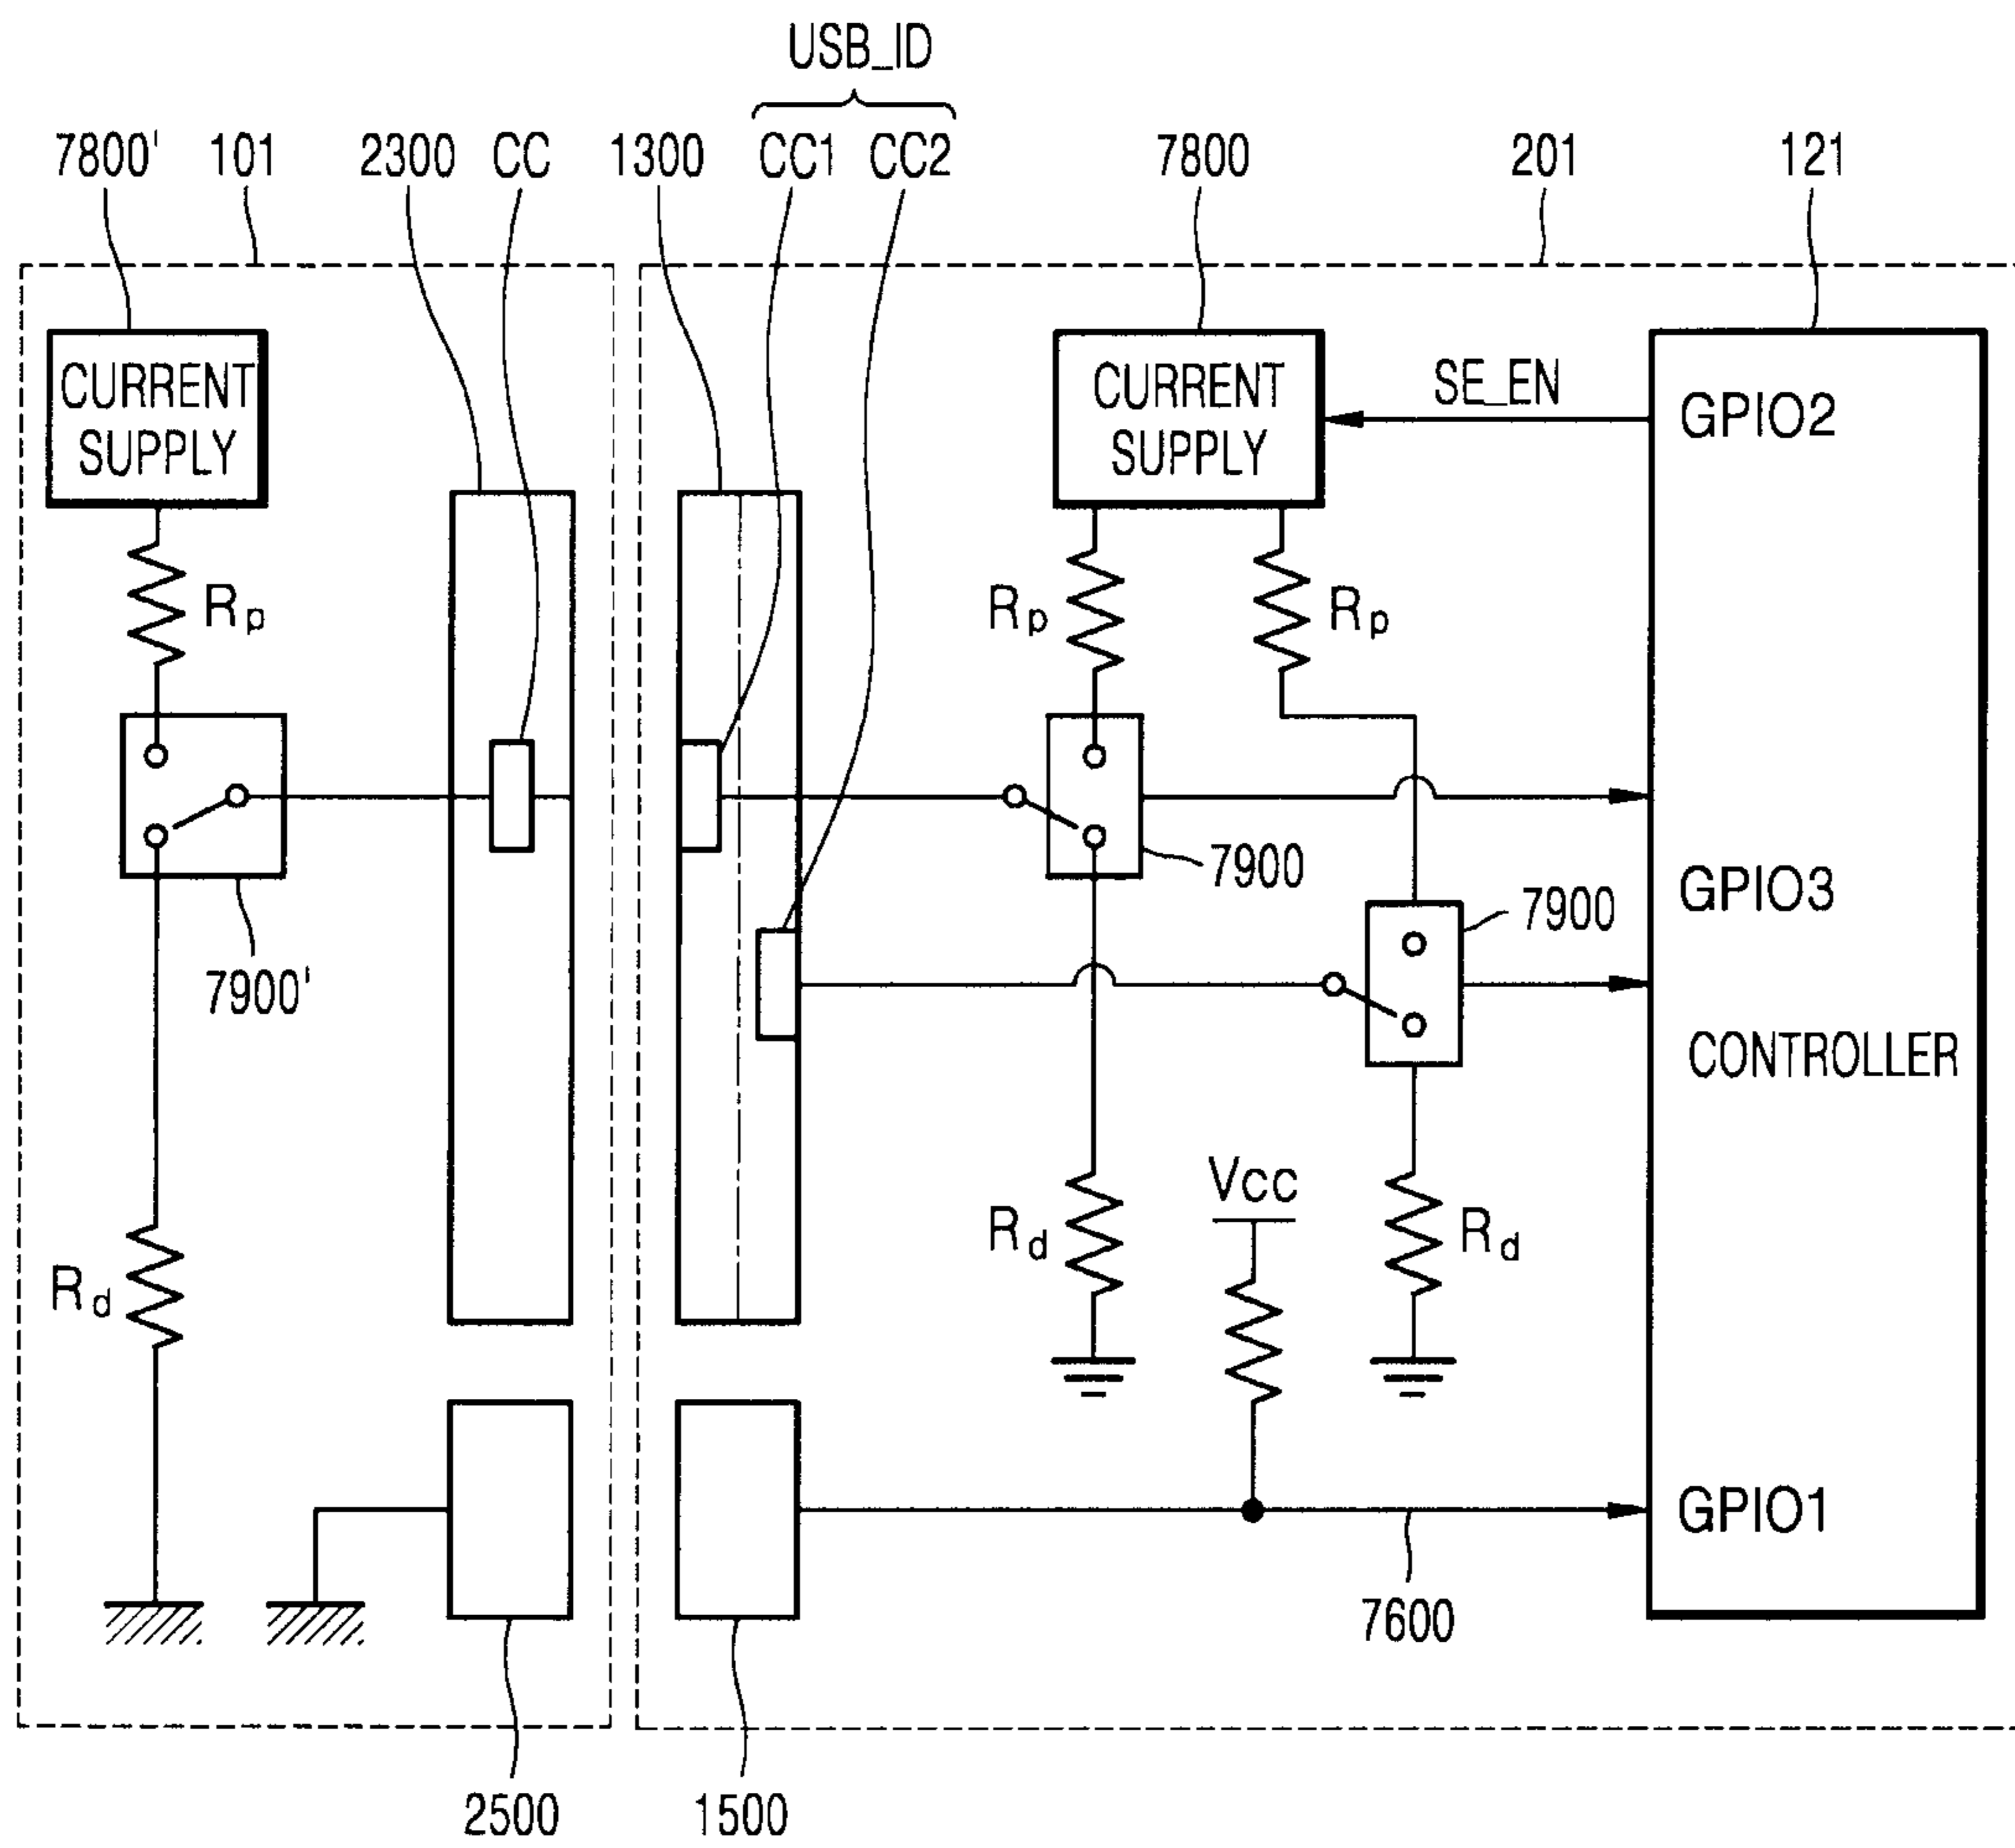 USB_ID
7800' 101 2300 CC 1300 CC1 CC2 7800 201 121
CURRENT
SUPPLY
CURRENT
SUPPLY
SE_EN
GPIO2
Rp
Rp
Rp
7900
GPIO3
7900
7900'
CONTROLLER
Vcc
Rd
Rd
Rd
GPIO1
7600
2500 1500